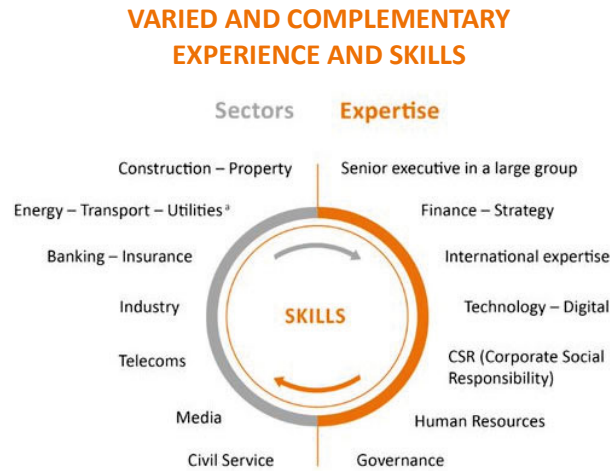 VARIED AND COMPLEMENTARY
EXPERIENCE AND SKILLS
Sectors
Expertise
Construction – Property
Energy – Transport – Utilitiesᵃ
Banking – Insurance
Industry
Telecoms
Media
Civil Service
SKILLS
Senior executive in a large group
Finance – Strategy
International expertise
Technology – Digital
CSR (Corporate Social
Responsibility)
Human Resources
Governance